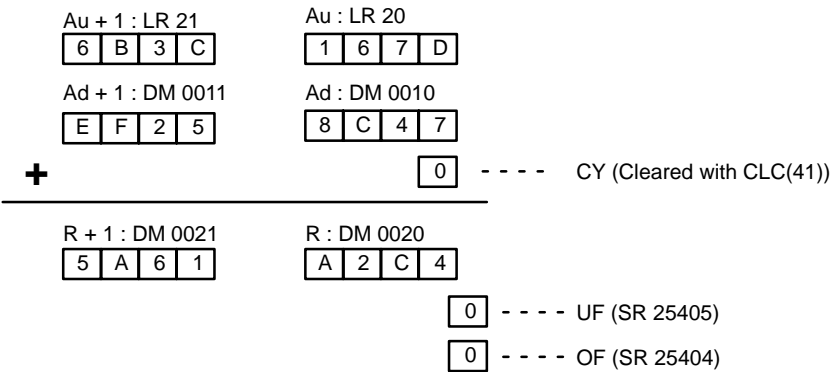 Au + 1 : LR 21 Au : LR 20
6 B 3 C 1 6 7 D
Ad + 1 : DM 0011 Ad : DM 0010
E F 2 5 8 C 4 7
+ 0 - - - - CY (Cleared with CLC(41))
R + 1 : DM 0021 R : DM 0020
5 A 6 1 A 2 C 4
0 - - - - UF (SR 25405)
0 - - - - OF (SR 25404)